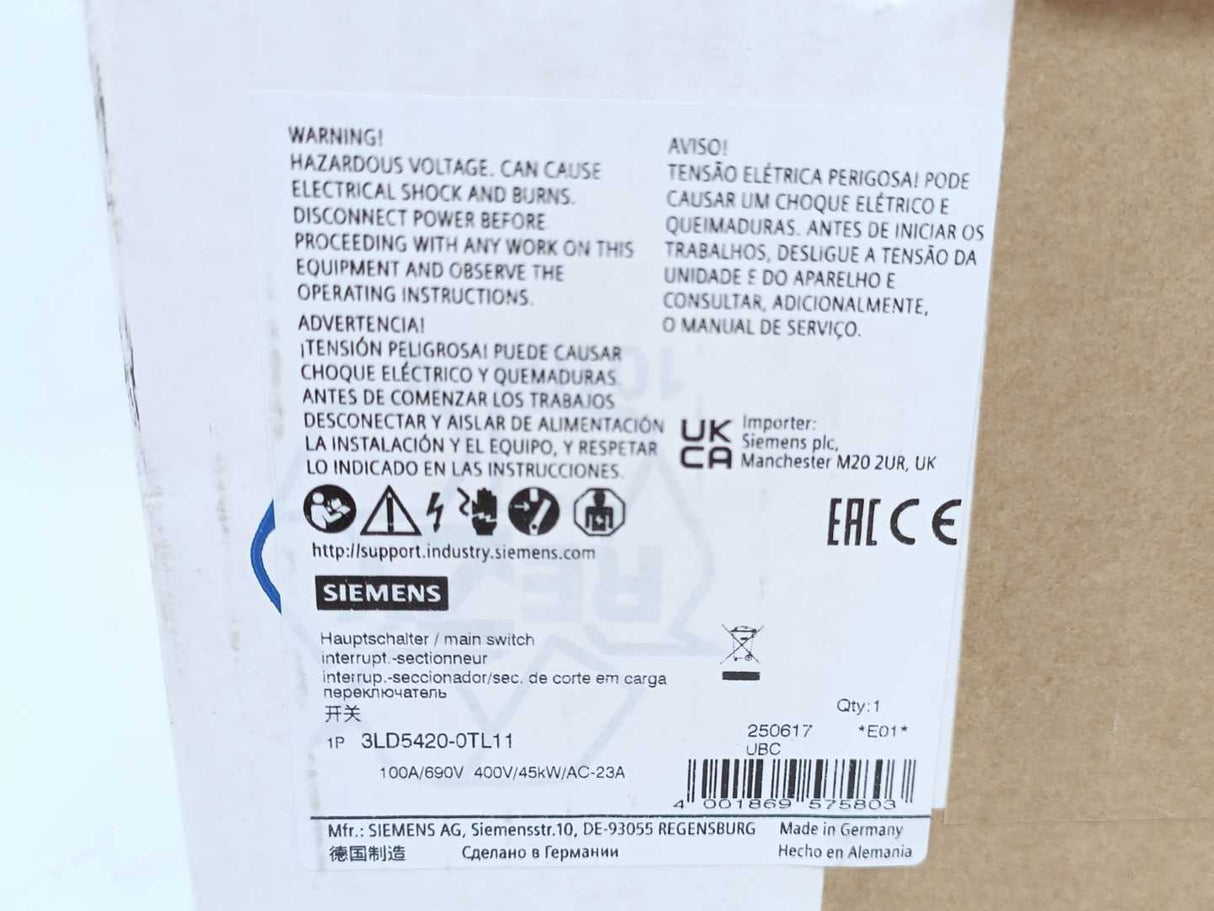 WARNING!
HAZARDOUS VOLTAGE. CAN CAUSE
ELECTRICAL SHOCK AND BURNS.
DISCONNECT POWER BEFORE
PROCEEDING WITH ANY WORK ON THIS
EQUIPMENT AND OBSERVE THE
OPERATING INSTRUCTIONS.
ADVERTENCIA!
¡TENSIÓN PELIGROSA! PUEDE CAUSAR
CHOQUE ELÉCTRICO Y QUEMADURAS.
ANTES DE COMENZAR LOS TRABAJOS
DESCONECTAR Y AISLAR DE ALIMENTACIÓN
LA INSTALACIÓN Y EL EQUIPO, Y RESPETAR
LO INDICADO EN LAS INSTRUCCIONES.
AVISO!
TENSÃO ELÉTRICA PERIGOSA! PODE
CAUSAR UM CHOQUE ELÉTRICO E
QUEIMADURAS. ANTES DE INICIAR OS
TRABALHOS, DESLIGUE A TENSÃO DA
UNIDADE E DO APARELHO E
CONSULTAR, ADICIONALMENTE,
O MANUAL DE SERVIÇO.
UK
CA
Importer:
Siemens plc,
Manchester M20 2UR, UK
EAC CE
http://support.industry.siemens.com
SIEMENS
Hauptschalter / main switch
interrupt.-sectionneur
interrup.-seccionador/sec. de corte em carga
переключатель
开关
1P 3LD5420-0TL11
100A/690V 400V/45kW/AC-23A
Qty:1
250617 *E01*
UBC
4 001869 575803
Mfr.: SIEMENS AG, Siemensstr.10, DE-93055 REGENSBURG Made in Germany
德国制造 Сделано в Германии Hecho en Alemania